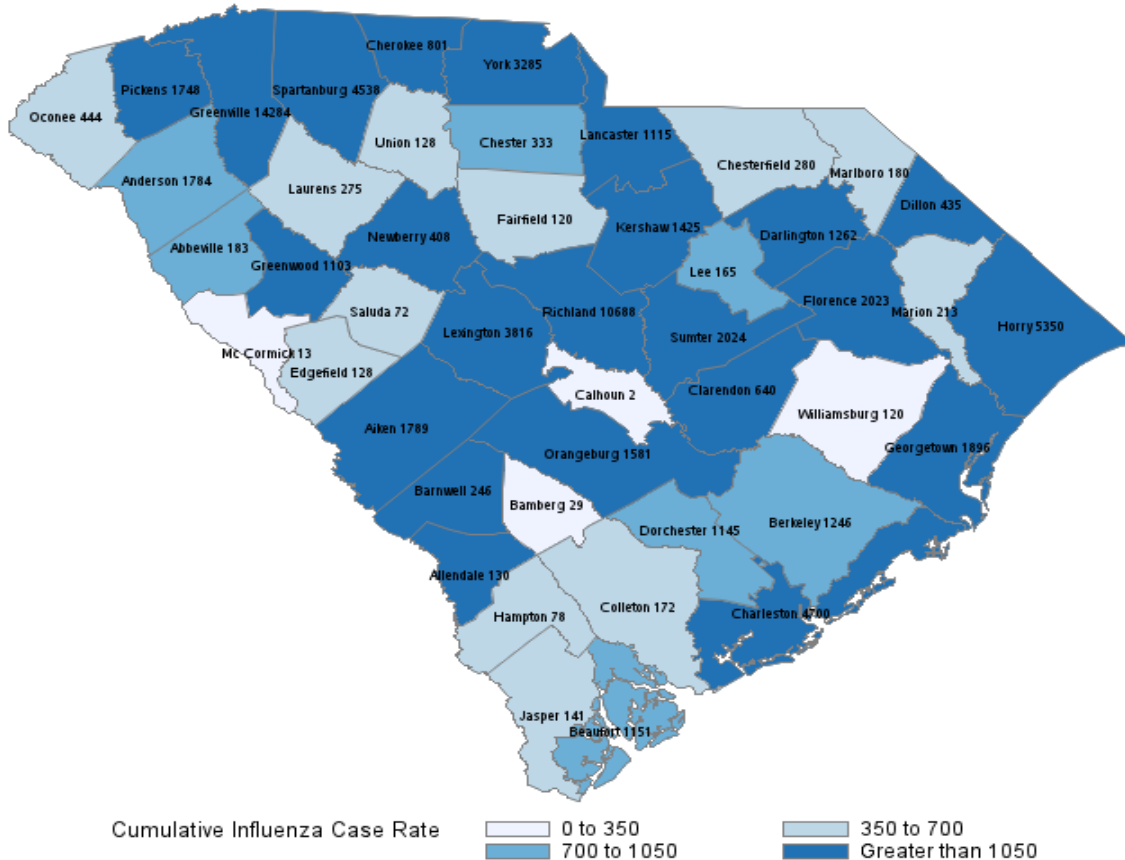 Cherokee 801
York 3285
Pickens 1748
Spartanburg 4538
Greenville 14284
Oconee 444
Lancaster 1115
Union 128
Chester 333
Chesterfield 280
Marlboro 180
Anderson 1784
Laurens 275
Dillon 435
Fairfield 120
Kershaw 1425
Newberry 408
Darlington 1262
Abbeville 183
Greenwood 1103
Lee 165
Florence 2023
Saluda 72
Richland 10688
Marion 213
Lexington 3816
Sumter 2024
Horry 5350
Mc Cormick 13
Edgefield 128
Calhoun 2
Clarendon 640
Williamsburg 120
Aiken 1789
Georgetown 1896
Orangeburg 1581
Barnwell 246
Bamberg 29
Berkeley 1246
Dorchester 1145
Allendale 130
Colleton 172
Charleston 4700
Hampton 78
Jasper 141
Beaufort 1151
Cumulative Influenza Case Rate
0 to 350
350 to 700
700 to 1050
Greater than 1050